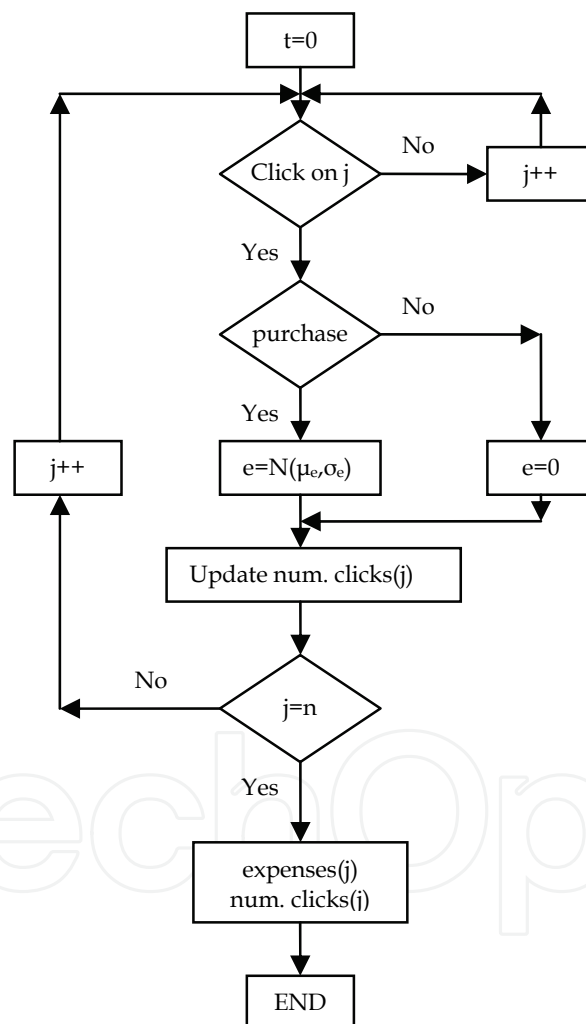 t=0
Click on j
No
j++
Yes
purchase
No
Yes
j++
e=N(μₑ,σₑ)
e=0
Update num. clicks(j)
No
j=n
Yes
expenses(j)
num. clicks(j)
END
echOp